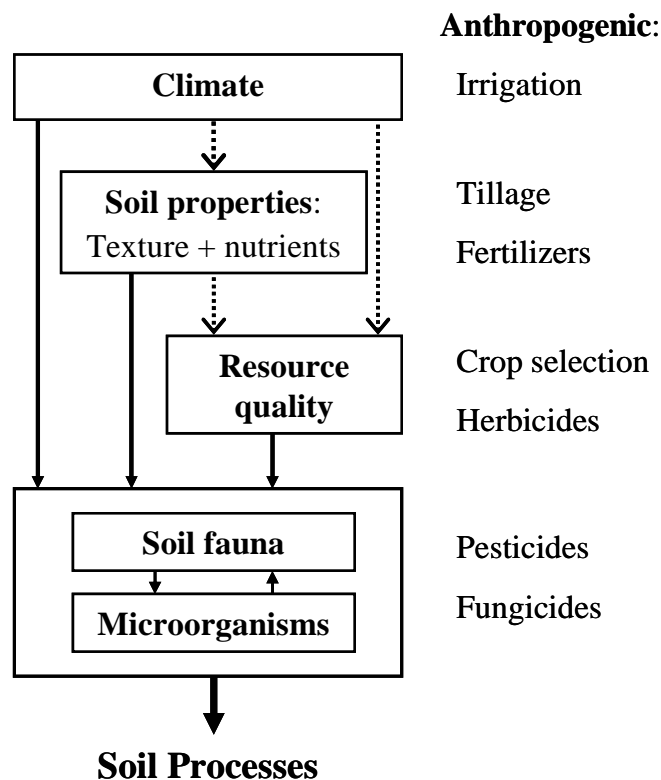 Anthropogenic:
Climate
Irrigation
Soil properties:
Texture + nutrients
Tillage
Fertilizers
Resource
quality
Crop selection
Herbicides
Soil fauna
Microorganisms
Pesticides
Fungicides
Soil Processes